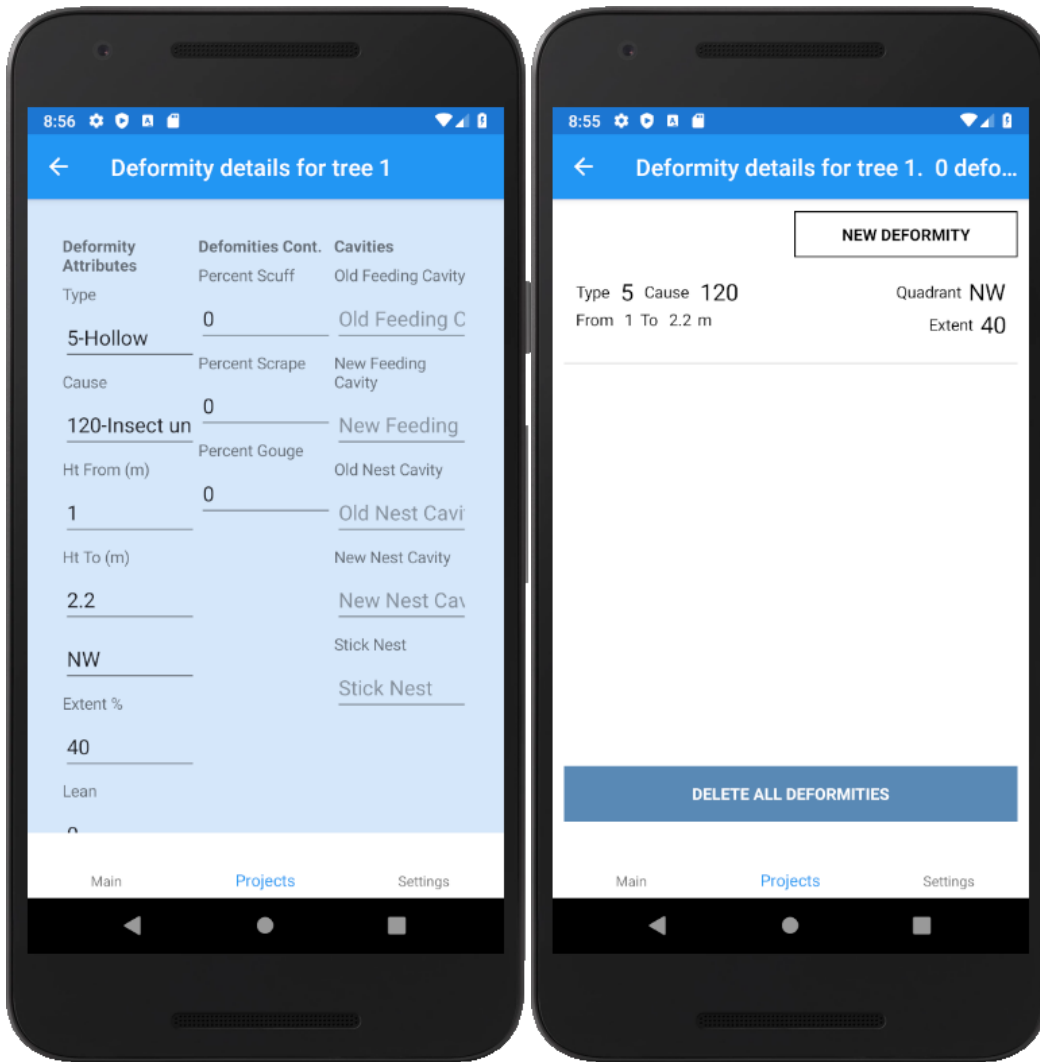 8:56
Deformity details for tree 1
Deformity
Attributes
Type
5-Hollow
Cause
120-Insect un
Ht From (m)
1
Ht To (m)
2.2
NW
Extent %
40
Lean
Defomities Cont.
Percent Scuff
0
Percent Scrape
0
Percent Gouge
0
Cavities
Old Feeding Cavity
Old Feeding C
New Feeding
Cavity
New Feeding
Old Nest Cavity
Old Nest Cavi
New Nest Cavity
New Nest Cav
Stick Nest
Stick Nest
Main Projects Settings
8:55
Deformity details for tree 1. 0 defo...
NEW DEFORMITY
Type 5 Cause 120 Quadrant NW
From 1 To 2.2 m Extent 40
DELETE ALL DEFORMITIES
Main Projects Settings